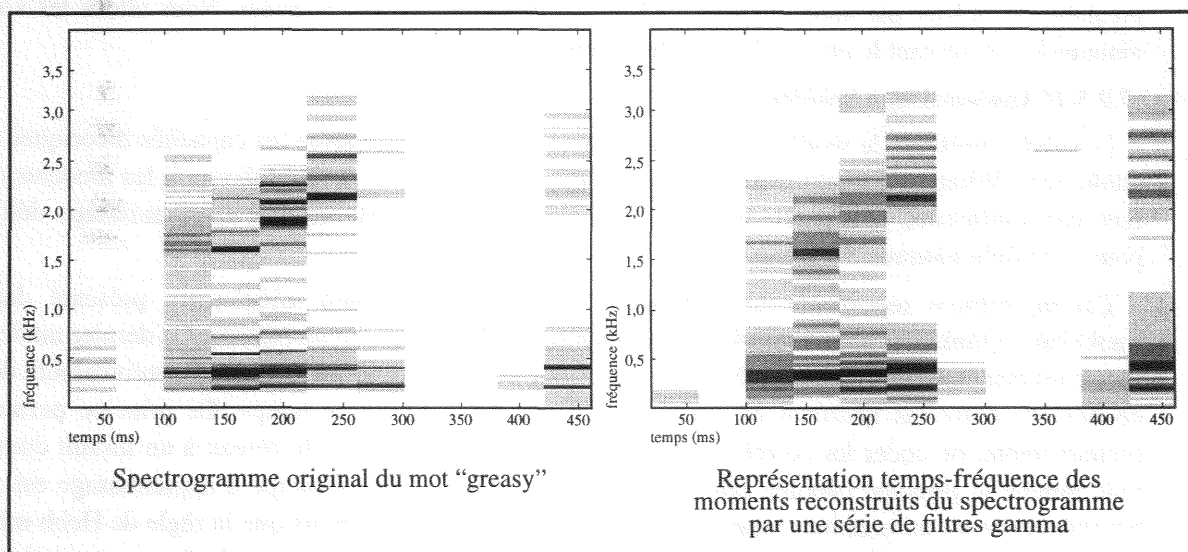 3,5
3,0
2,5
2,0
1,5
1,0
0,5
fréquence (kHz)
50 100 150 200 250 300 350 400 450
temps (ms)
Spectrogramme original du mot “greasy”
3,5
3,0
2,5
2,0
1,5
1,0
0,5
fréquence (kHz)
50 100 150 200 250 300 350 400 450
temps (ms)
Représentation temps-fréquence des
moments reconstruits du spectrogramme
par une série de filtres gamma